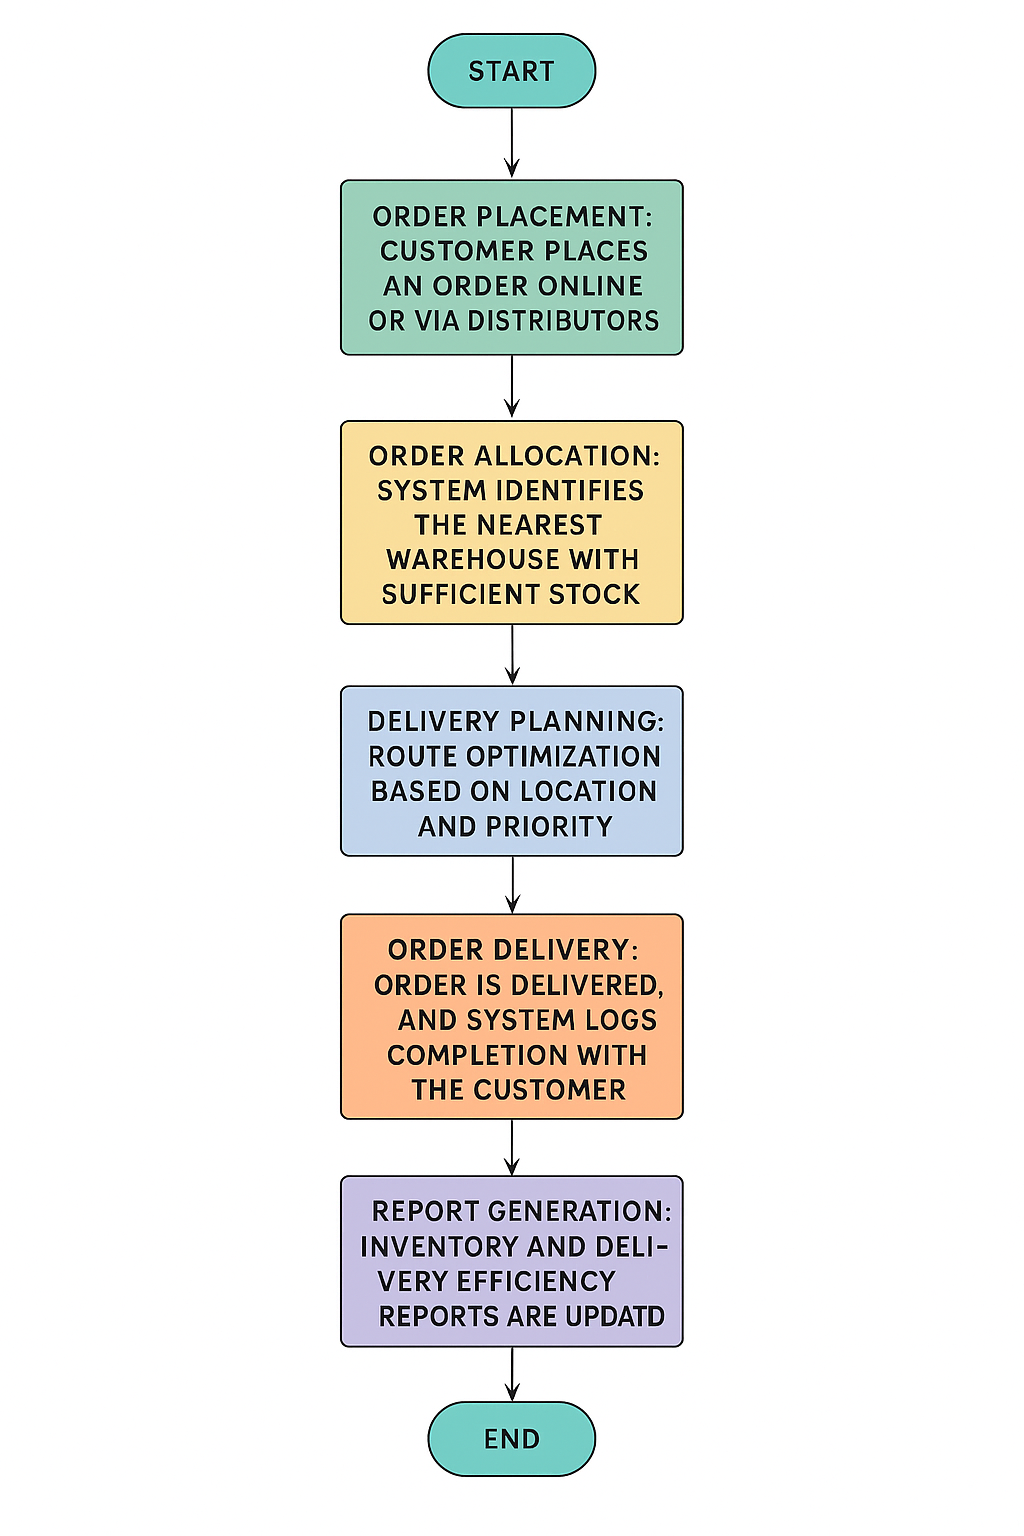 START
ORDER PLACEMENT:
CUSTOMER PLACES
AN ORDER ONLINE
OR VIA DISTRIBUTORS
ORDER ALLOCATION:
SYSTEM IDENTIFIES
THE NEAREST
WAREHOUSE WITH
SUFFICIENT STOCK
DELIVERY PLANNING:
ROUTE OPTIMIZATION
BASED ON LOCATION
AND PRIORITY
ORDER DELIVERY:
ORDER IS DELIVERED,
AND SYSTEM LOGS
COMPLETION WITH
THE CUSTOMER
REPORT GENERATION:
INVENTORY AND DELI-
VERY EFFICIENCY
REPORTS ARE UPDATD
END